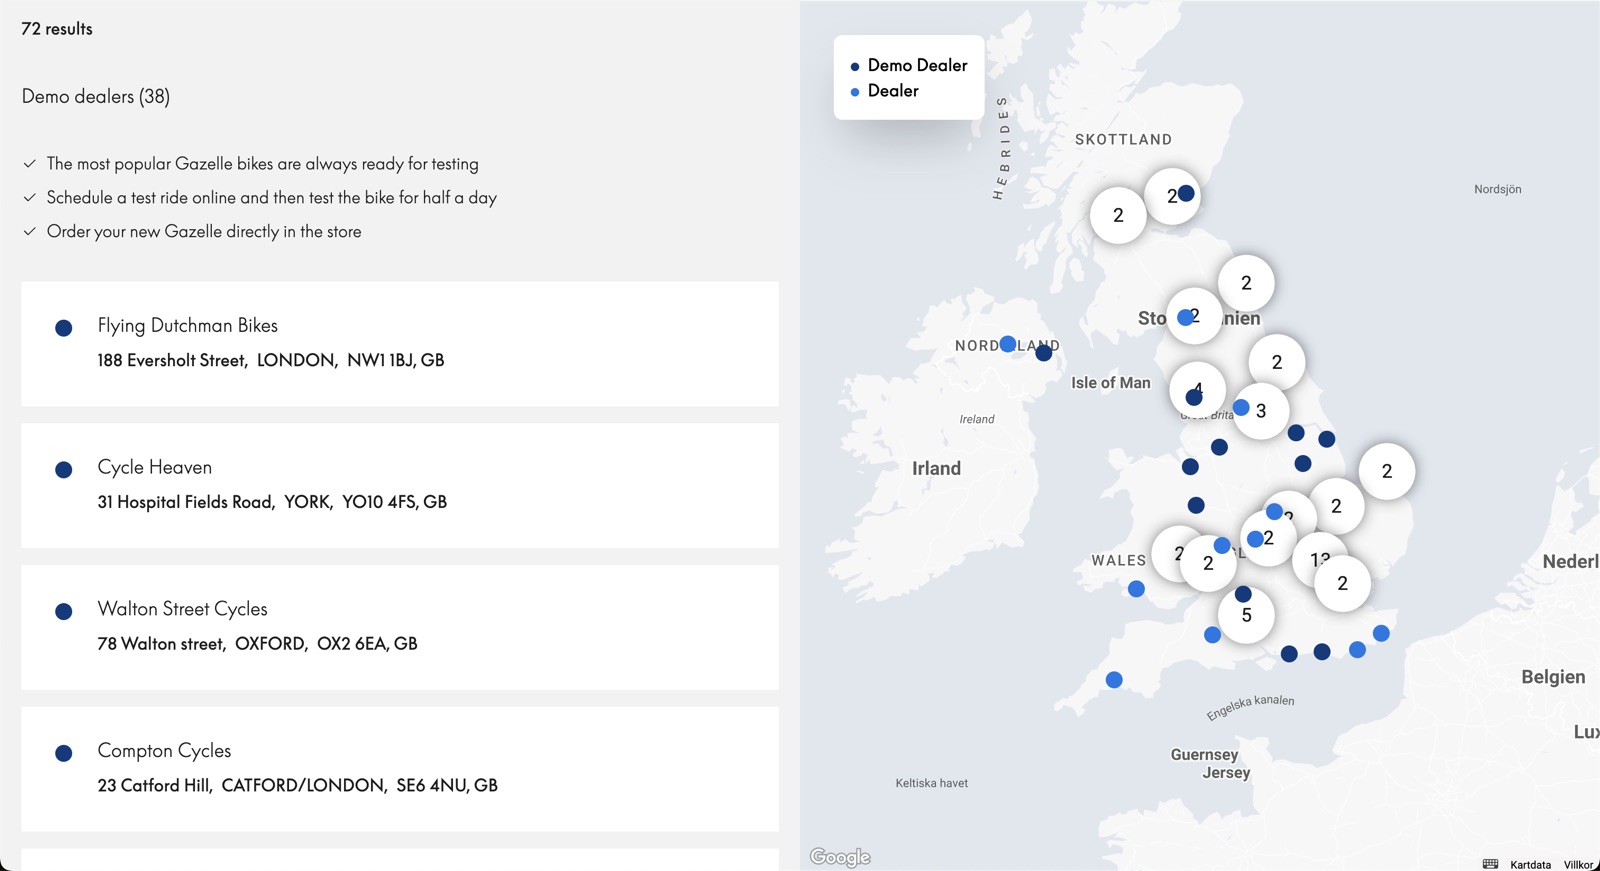 72 results
Demo dealers (38)
The most popular Gazelle bikes are always ready for testing
Schedule a test ride online and then test the bike for half a day
Order your new Gazelle directly in the store
Flying Dutchman Bikes
188 Eversholt Street, LONDON, NW1 1BJ, GB
Cycle Heaven
31 Hospital Fields Road, YORK, YO10 4FS, GB
Walton Street Cycles
78 Walton street, OXFORD, OX2 6EA, GB
Compton Cycles
23 Catford Hill, CATFORD/LONDON, SE6 4NU, GB
Demo Dealer
Dealer
HEBRIDES
SKOTTLAND
Nordsjön
2
2
2
2
Isle of Man
2
4
3
Ireland
Irland
2
2
2
WALES
2
2
13
2
5
Nederl
Belgien
Engelska kanalen
Guernsey
Jersey
Lux
Keltiska havet
Google
Kartdata
Villkor